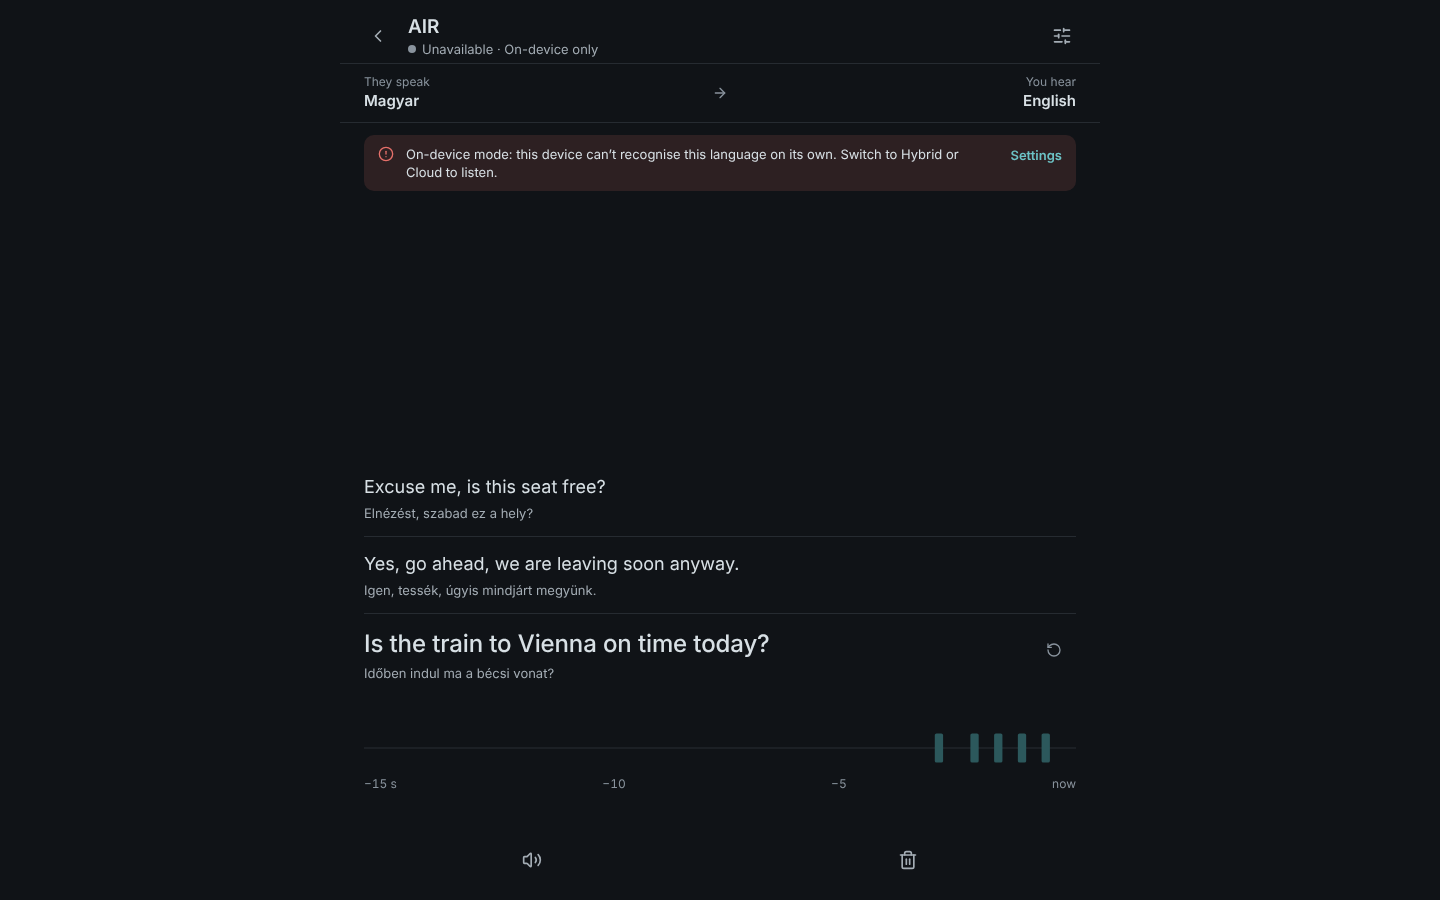 AIR
Unavailable · On-device only
They speak
Magyar
You hear
English
On-device mode: this device can’t recognise this language on its own. Switch to Hybrid or
Cloud to listen.
Settings
Excuse me, is this seat free?
Elnézést, szabad ez a hely?
Yes, go ahead, we are leaving soon anyway.
Igen, tessék, úgyis mindjárt megyünk.
Is the train to Vienna on time today?
Időben indul ma a bécsi vonat?
−15 s
−10
−5
now